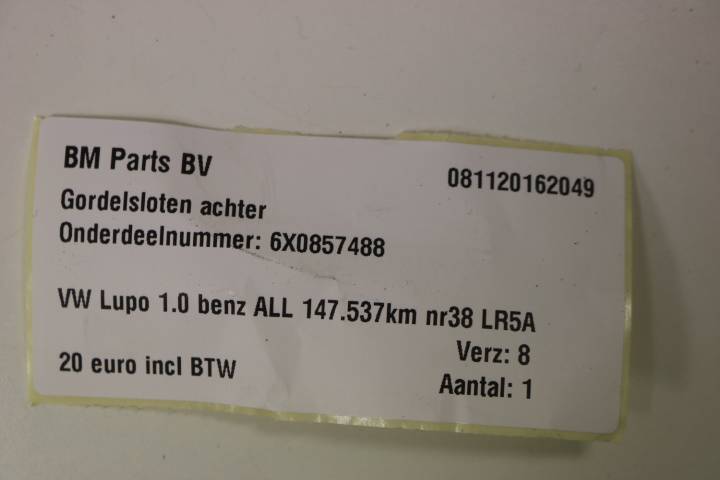 BM Parts BV 081120162049
Gordelsloten achter
Onderdeelnummer: 6X0857488
VW Lupo 1.0 benz ALL 147.537km nr38 LR5A
Verz: 8
20 euro incl BTW
Aantal: 1